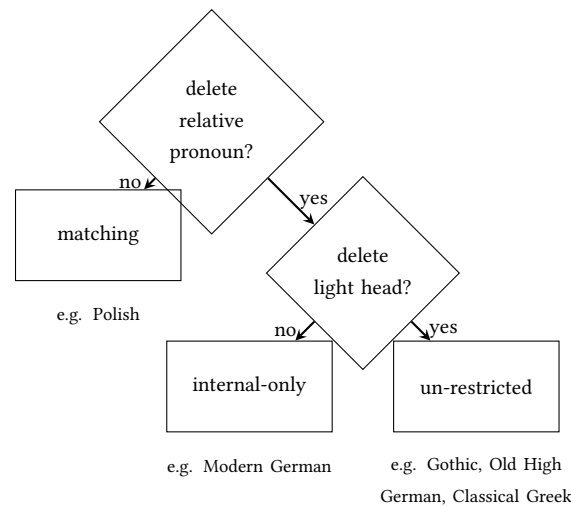 delete
relative
pronoun?
no
yes
matching
e.g. Polish
delete
light head?
no
yes
internal-only
un-restricted
e.g. Modern German
e.g. Gothic, Old High
German, Classical Greek